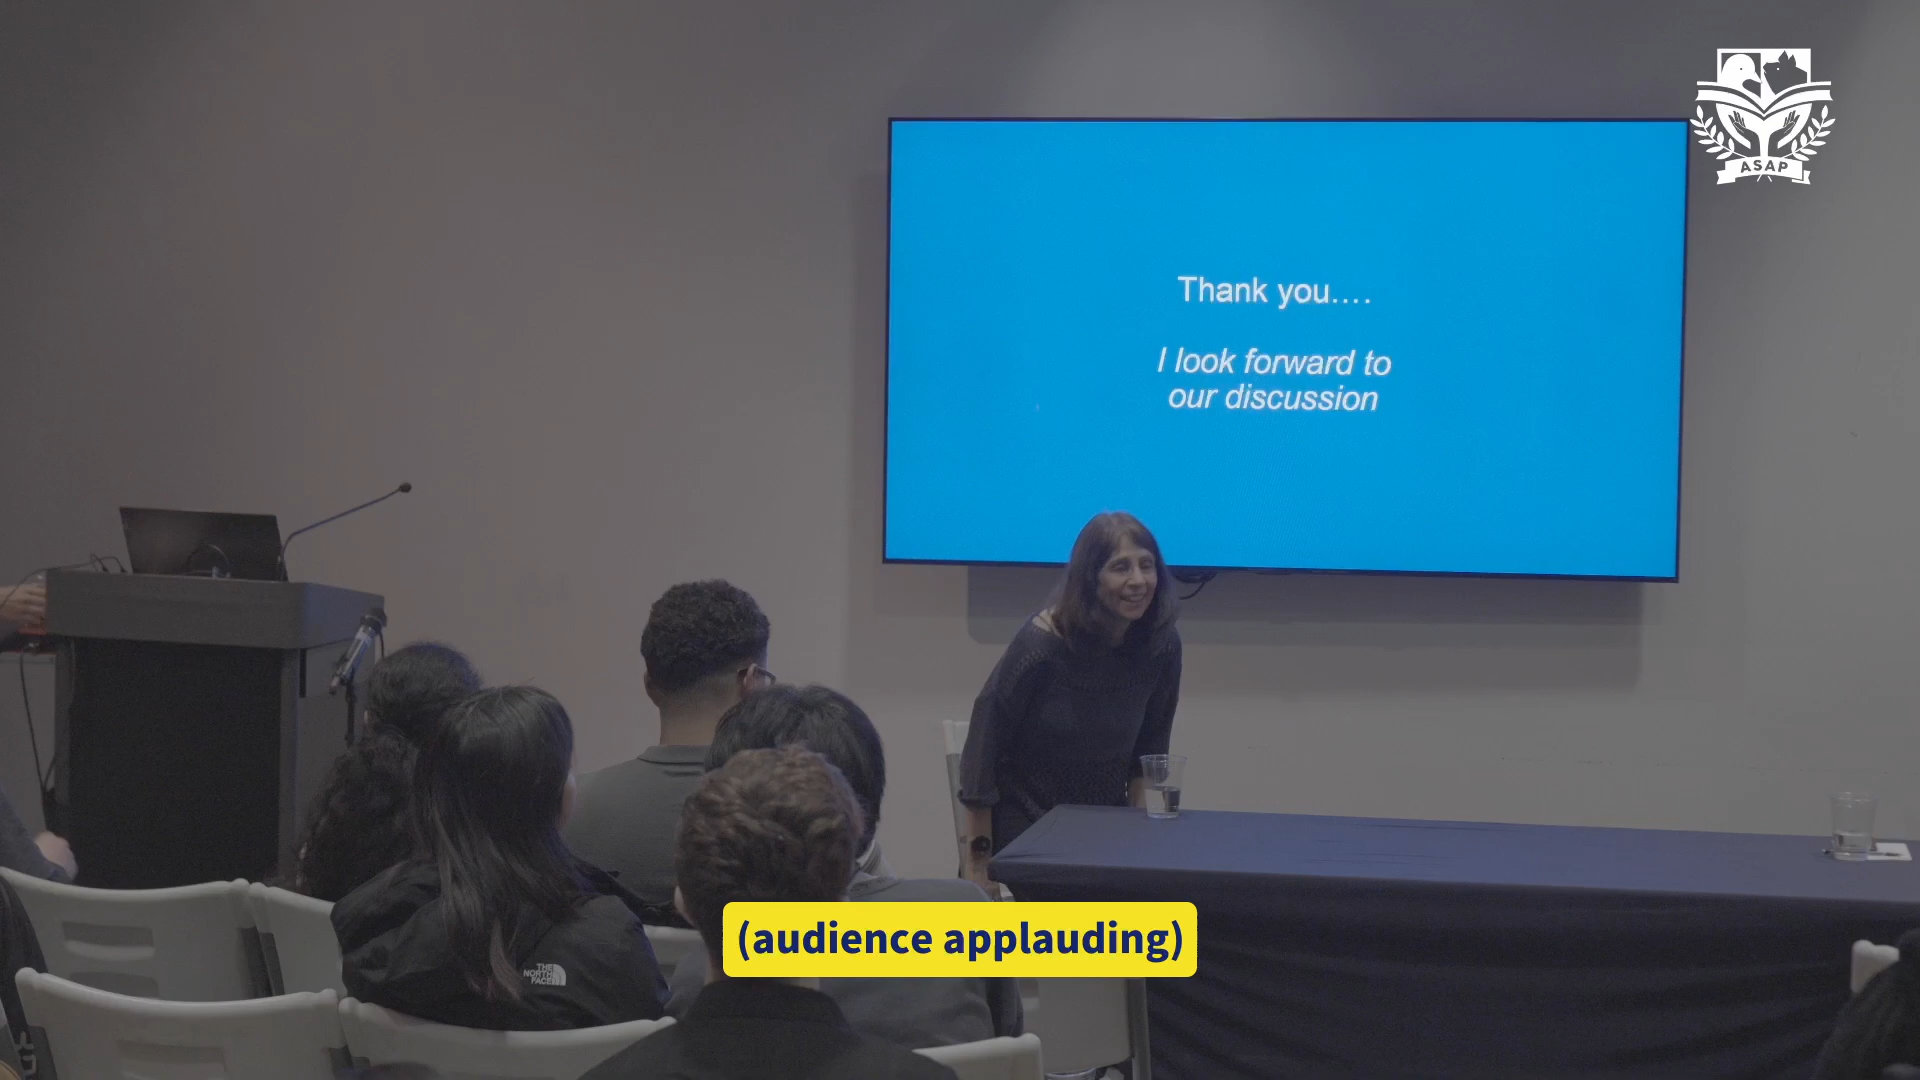 ASAP
Thank you....
I look forward to
our discussion
THE
NORTH
FACE
(audience applauding)